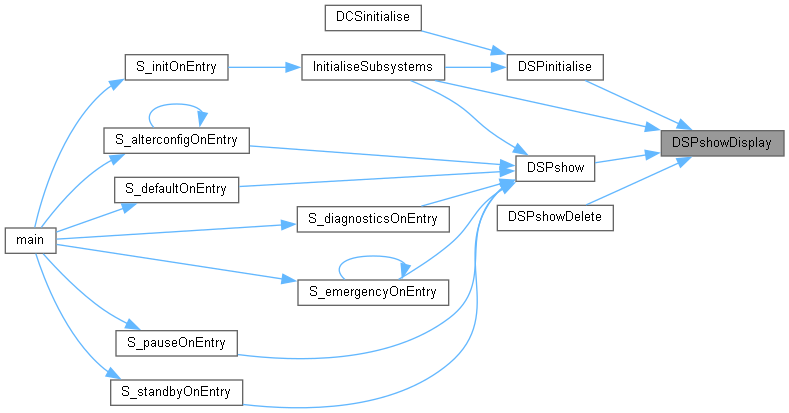 DCSinitialise
S_initOnEntry
InitialiseSubsystems
DSPinitialise
S_alterconfigOnEntry
DSPshowDisplay
DSPshow
S_defaultOnEntry
S_diagnosticsOnEntry
DSPshowDelete
main
S_emergencyOnEntry
S_pauseOnEntry
S_standbyOnEntry